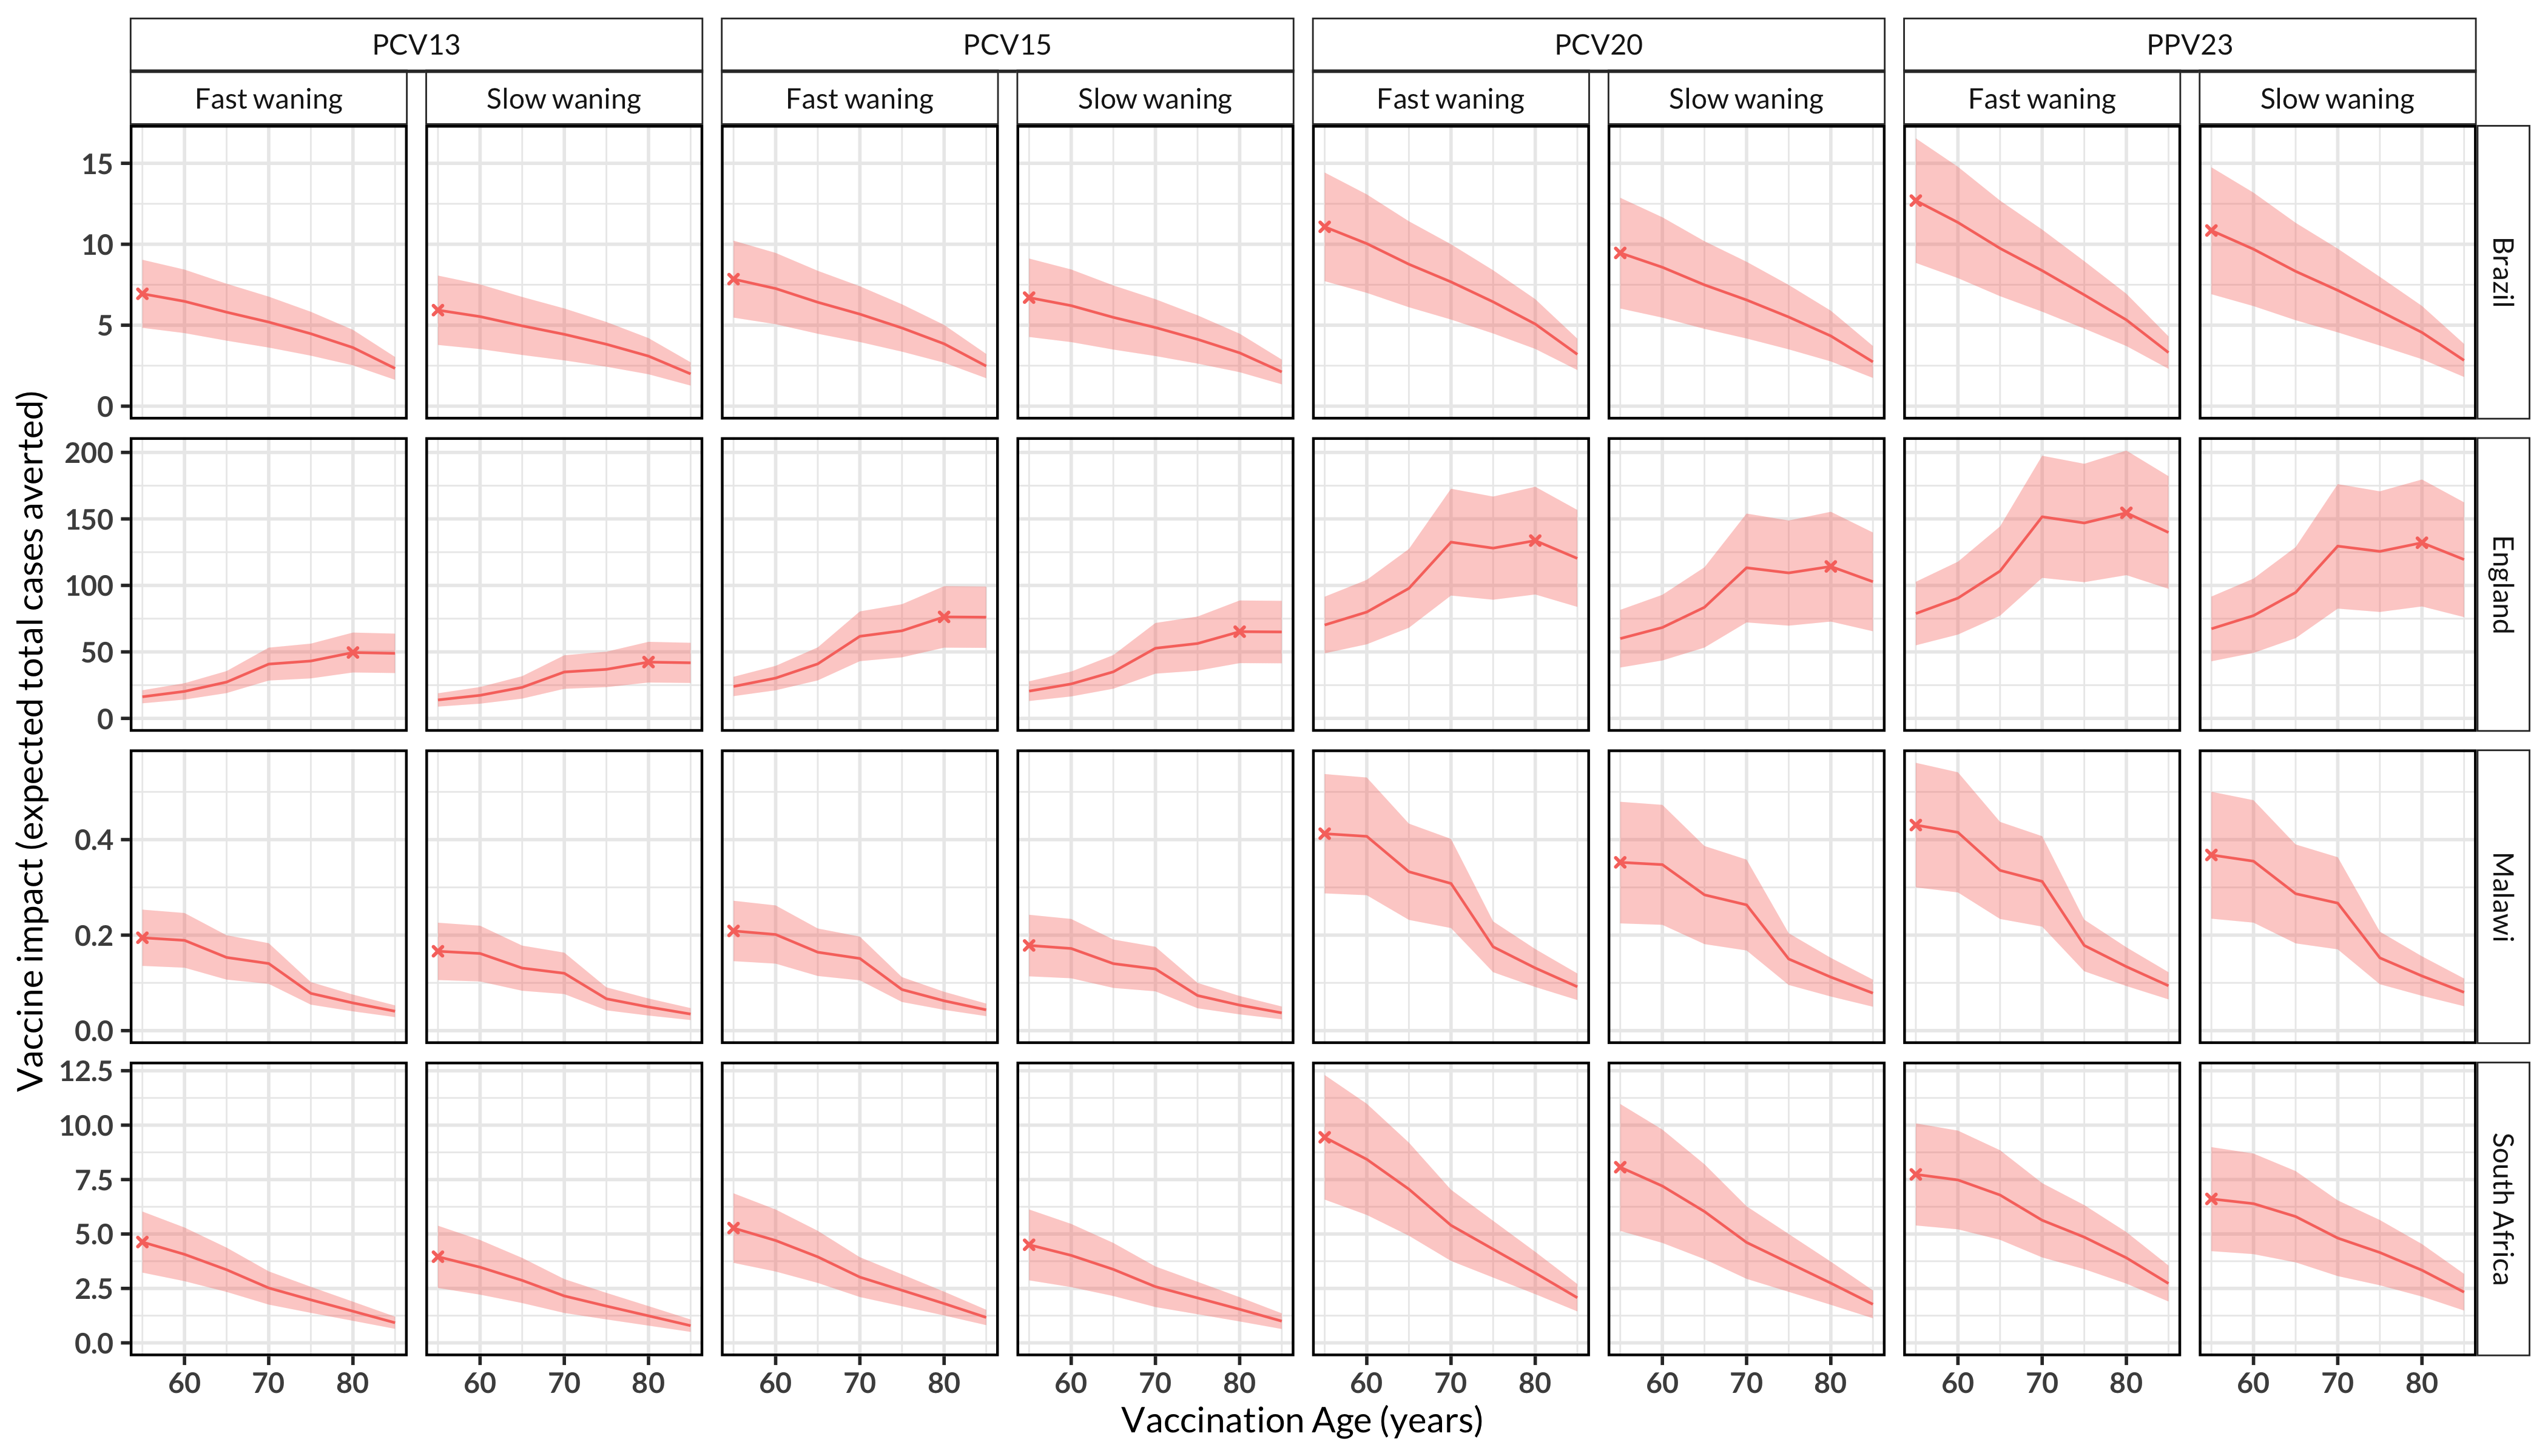 PCV13 PCV15 PCV20 PPV23
Fast waning Slow waning Fast waning Slow waning Fast waning Slow waning Fast waning Slow waning
15
10
5
0
Brazil
200
150
100
50
0
England
0.4
0.2
0.0
Malawi
12.5
10.0
7.5
5.0
2.5
0.0
South Africa
60 70 80 60 70 80 60 70 80 60 70 80 60 70 80 60 70 80 60 70 80 60 70 80
Vaccination Age (years)
Vaccine impact (expected total cases averted)